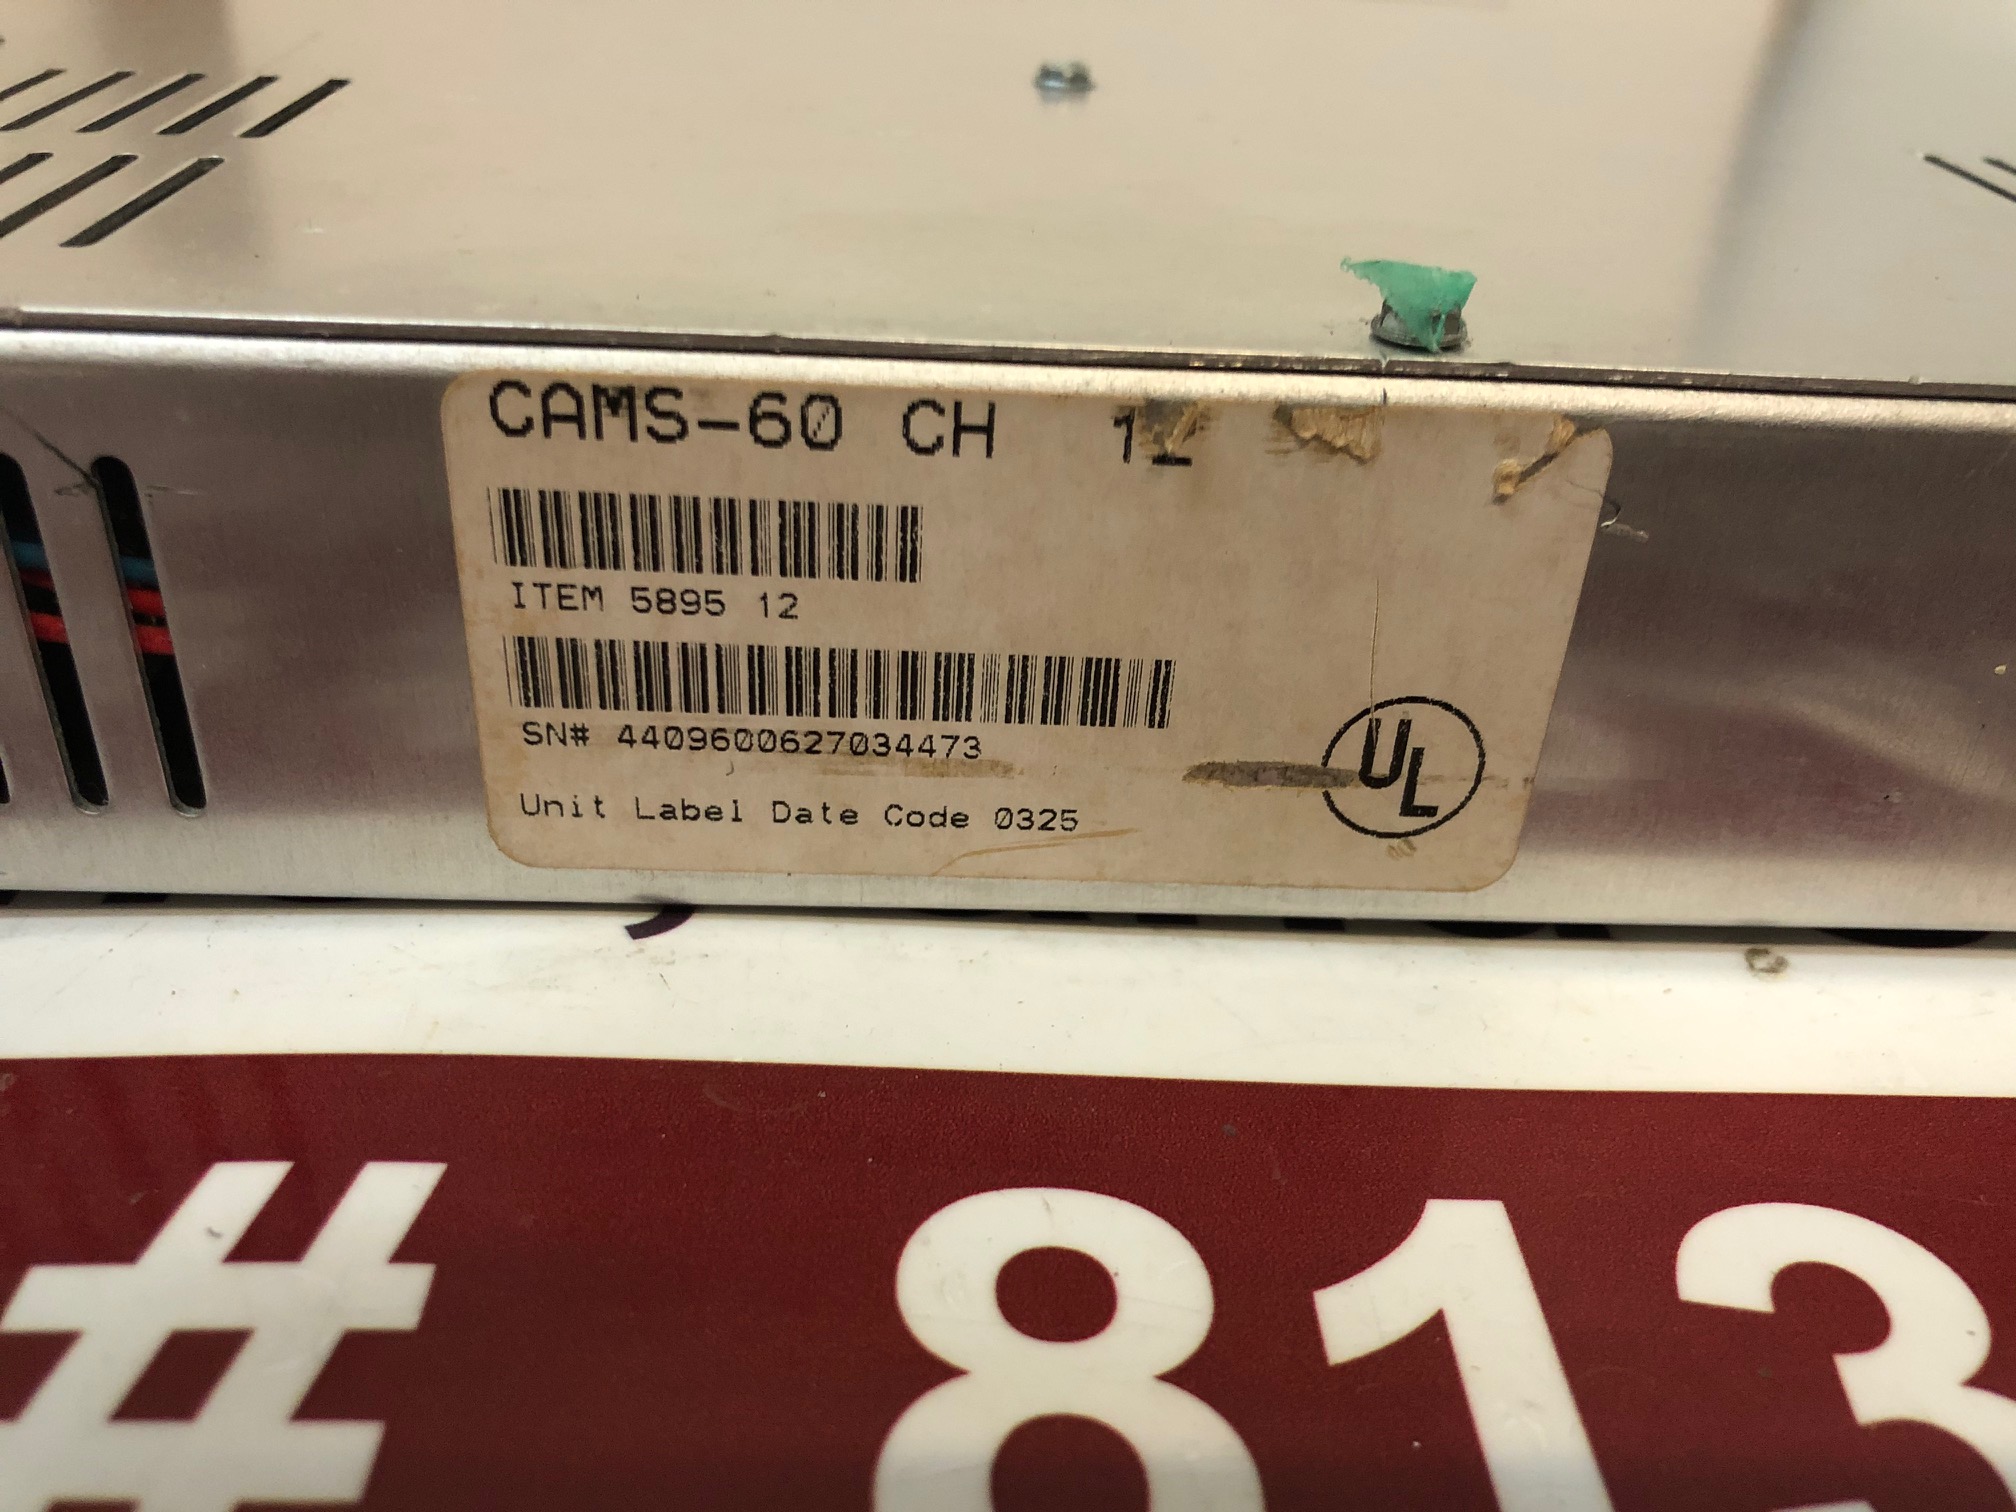 CAMS-60 CH 12
ITEM 5895 12
SN# 4409600627034473
Unit Label Date Code 0325
UL
# 813